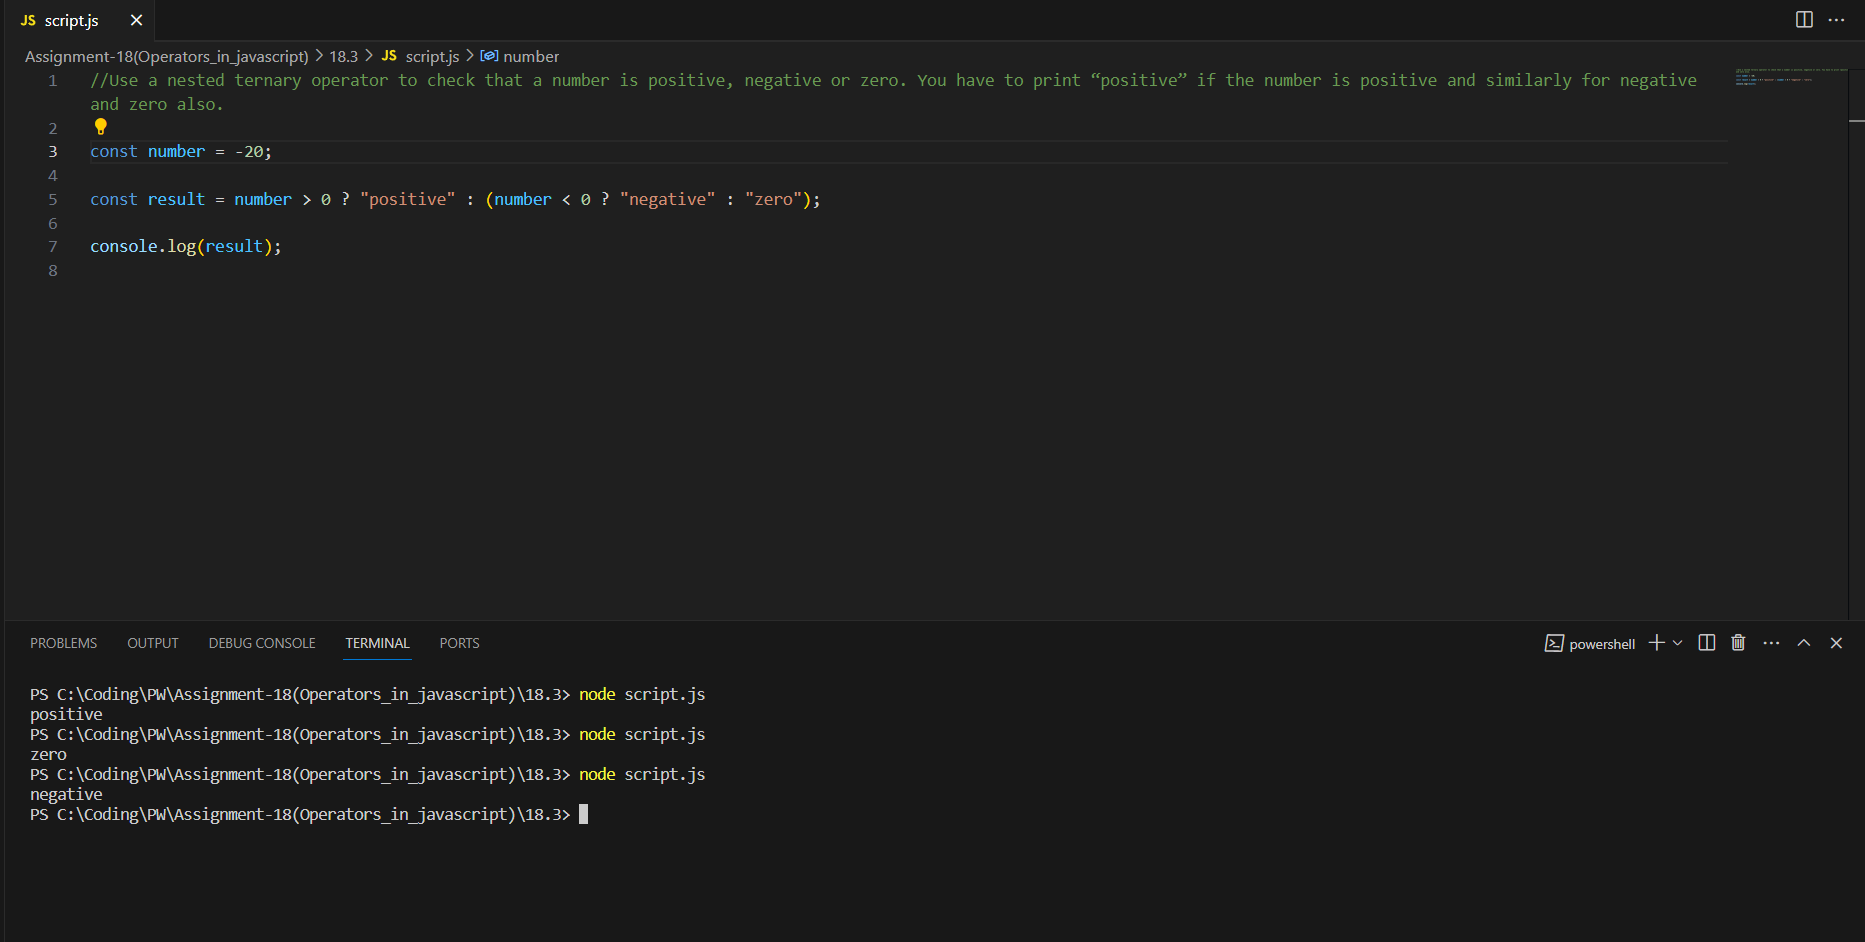 JS script.js
Assignment-18(Operators_in_javascript) > 18.3 > JS script.js > number
1 //Use a nested ternary operator to check that a number is positive, negative or zero. You have to print “positive” if the number is positive and similarly for negative
and zero also.
2
3 const number = -20;
4
5 const result = number > 0 ? "positive" : (number < 0 ? "negative" : "zero");
6
7 console.log(result);
8
PROBLEMS OUTPUT DEBUG CONSOLE TERMINAL PORTS powershell
PS C:\Coding\PW\Assignment-18(Operators_in_javascript)\18.3> node script.js
positive
PS C:\Coding\PW\Assignment-18(Operators_in_javascript)\18.3> node script.js
zero
PS C:\Coding\PW\Assignment-18(Operators_in_javascript)\18.3> node script.js
negative
PS C:\Coding\PW\Assignment-18(Operators_in_javascript)\18.3>